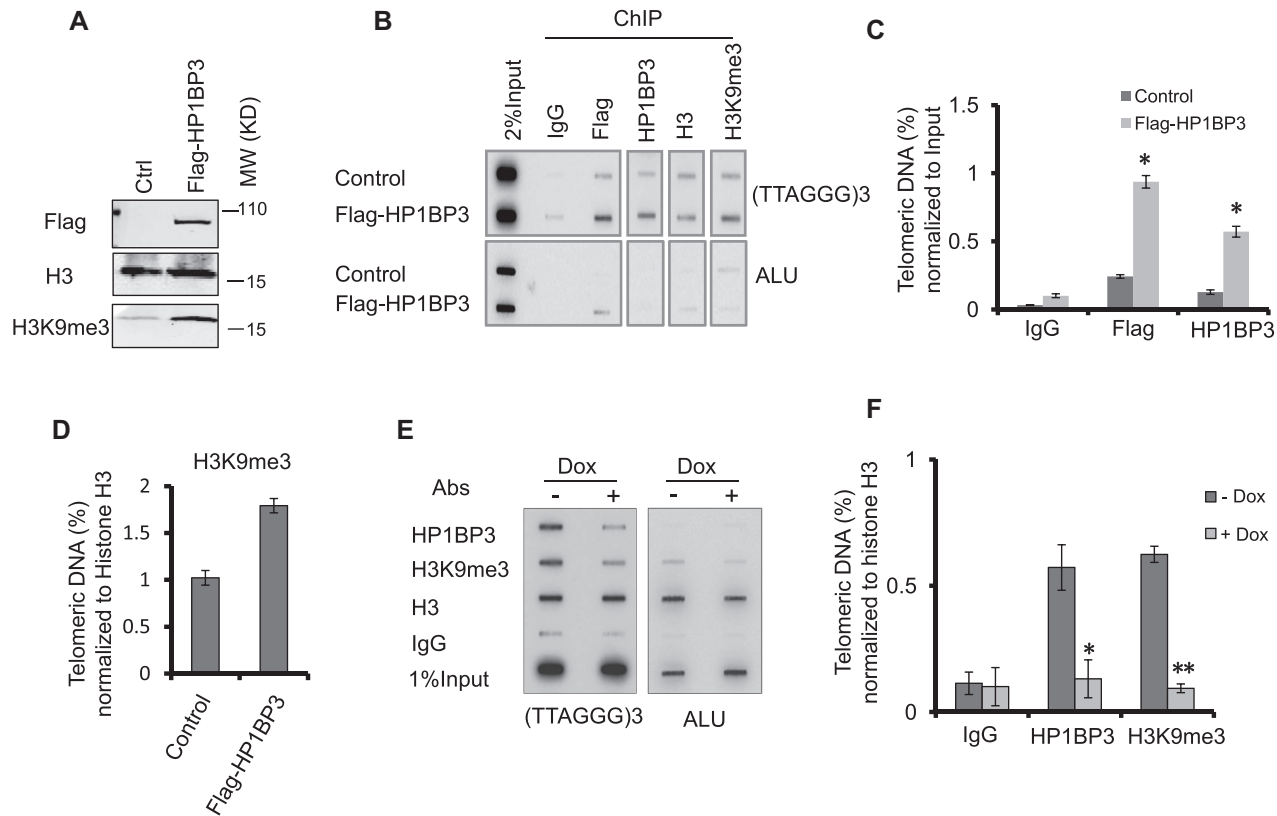 A
Ctrl
Flag-HP1BP3
MW (KD)
Flag
—110
H3
—15
H3K9me3
—15
B
ChIP
2%Input
IgG
Flag
HP1BP3
H3
H3K9me3
Control
Flag-HP1BP3
(TTAGGG)3
Control
Flag-HP1BP3
ALU
C
Telomeric DNA (%)
normalized to Input
Control
Flag-HP1BP3
1.5
1
0.5
0
*
*
IgG
Flag
HP1BP3
D
H3K9me3
Telomeric DNA (%)
normalized to Histone H3
2
1.5
1
0.5
0
Control
Flag-HP1BP3
E
Dox
Dox
Abs
- +
- +
HP1BP3
H3K9me3
H3
IgG
1%Input
(TTAGGG)3
ALU
F
Telomeric DNA (%)
normalized to histone H3
1
0.5
0
- Dox
+ Dox
*
**
IgG
HP1BP3
H3K9me3